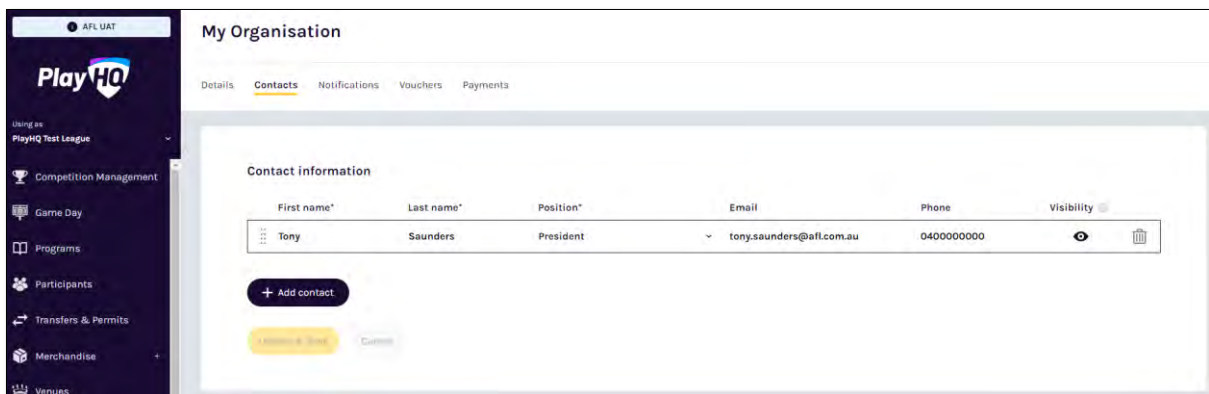 AFL UAT
PlayHQ
Using as
PlayHQ Test League
Competition Management
Game Day
Programs
Participants
Transfers & Permits
Merchandise +
Venues
My Organisation
Details Contacts Notifications Vouchers Payments
Contact information
First name* Last name* Position* Email Phone Visibility
Tony Saunders President tony.saunders@afl.com.au 0400000000
+ Add contact
Cancel